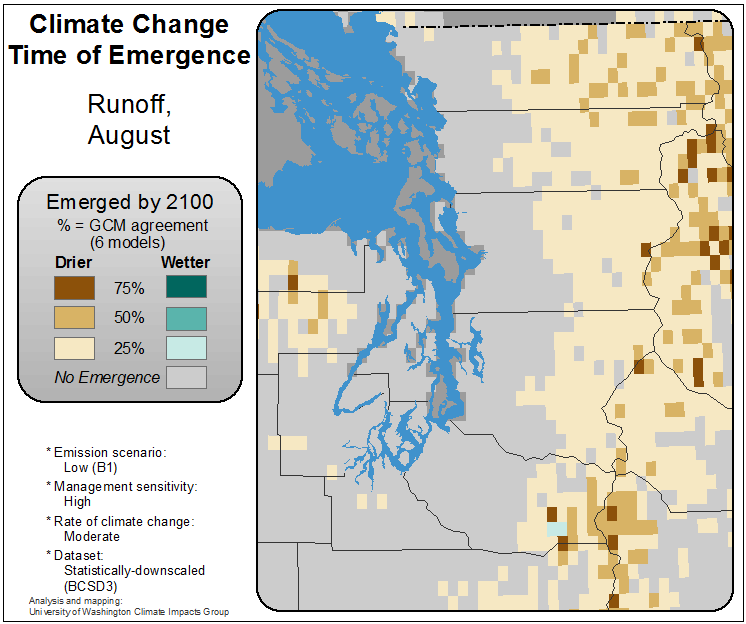 Climate Change
Time of Emergence
Runoff,
August
Emerged by 2100
% = GCM agreement
(6 models)
Drier Wetter
75%
50%
25%
No Emergence
* Emission scenario:
Low (B1)
* Management sensitivity:
High
* Rate of climate change:
Moderate
* Dataset:
Statistically-downscaled
(BCSD3)
Analysis and mapping:
University of Washington Climate Impacts Group